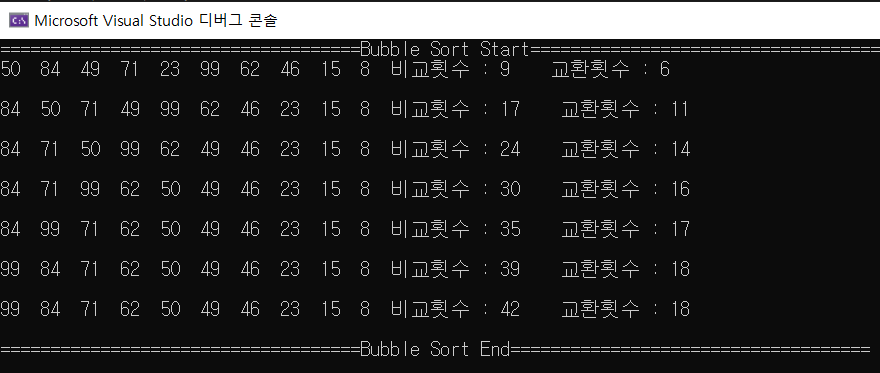 Microsoft Visual Studio 디버그 콘솔
====================================Bubble Sort Start===================================
50 84 49 71 23 99 62 46 15 8 비교횟수 : 9 교환횟수 : 6
84 50 71 49 99 62 46 23 15 8 비교횟수 : 17 교환횟수 : 11
84 71 50 99 62 49 46 23 15 8 비교횟수 : 24 교환횟수 : 14
84 71 99 62 50 49 46 23 15 8 비교횟수 : 30 교환횟수 : 16
84 99 71 62 50 49 46 23 15 8 비교횟수 : 35 교환횟수 : 17
99 84 71 62 50 49 46 23 15 8 비교횟수 : 39 교환횟수 : 18
99 84 71 62 50 49 46 23 15 8 비교횟수 : 42 교환횟수 : 18
====================================Bubble Sort End====================================